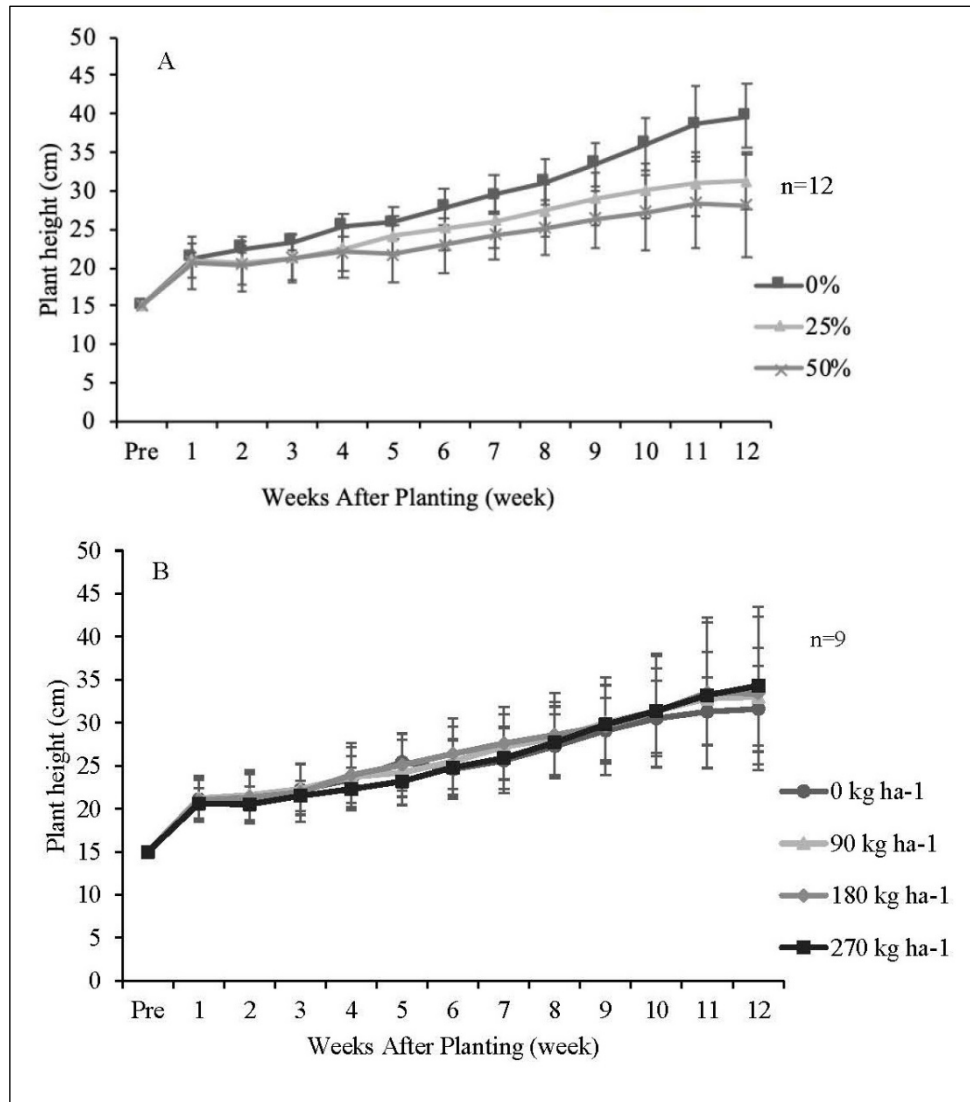 A
Plant height (cm)
50
45
40
35
30
25
20
15
10
5
0
Pre 1 2 3 4 5 6 7 8 9 10 11 12
Weeks After Planting (week)
n=12
0%
25%
50%
B
Plant height (cm)
50
45
40
35
30
25
20
15
10
5
0
Pre 1 2 3 4 5 6 7 8 9 10 11 12
Weeks After Planting (week)
n=9
0 kg ha-1
90 kg ha-1
180 kg ha-1
270 kg ha-1